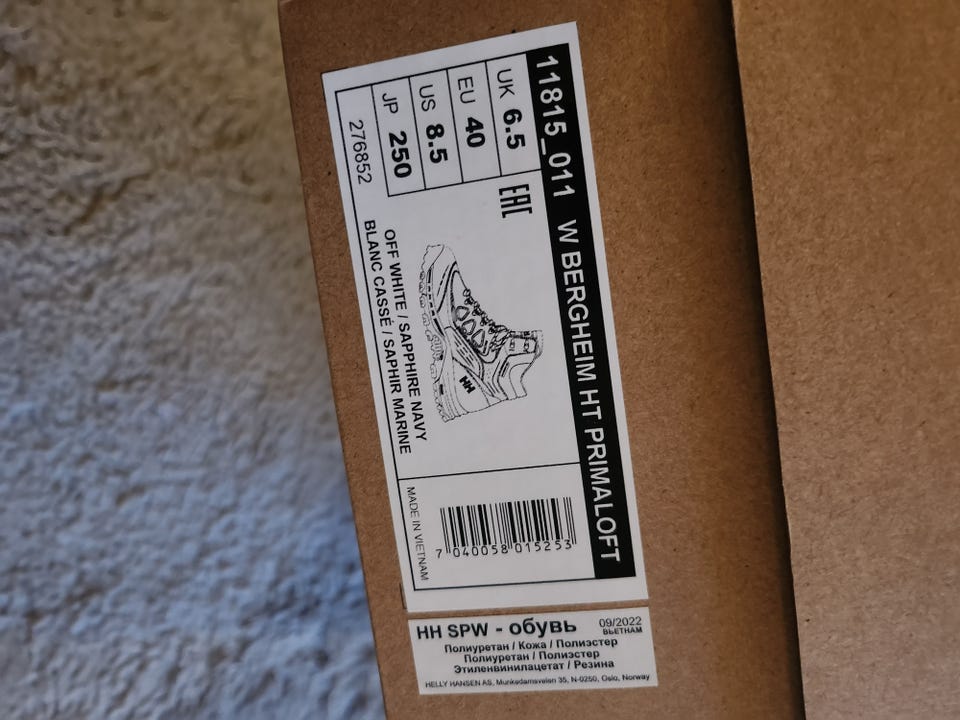 11815_011 W BERGHEIM HT PRIMALOFT
UK 6.5
EU 40
US 8.5
JP 250
276852
EAC
HH
OFF WHITE / SAPPHIRE NAVY
BLANC CASSÉ / SAPHIR MARINE
MADE IN VIETNAM
7 040058 015253
HH SPW - обувь
09/2022
ВЬЕТНАМ
Полиуретан / Кожа / Полиэстер
Полиуретан / Полиэстер
Этиленвинилацетат / Резина
HELLY HANSEN AS, Munkedamsveien 35, N-0250, Oslo, Norway